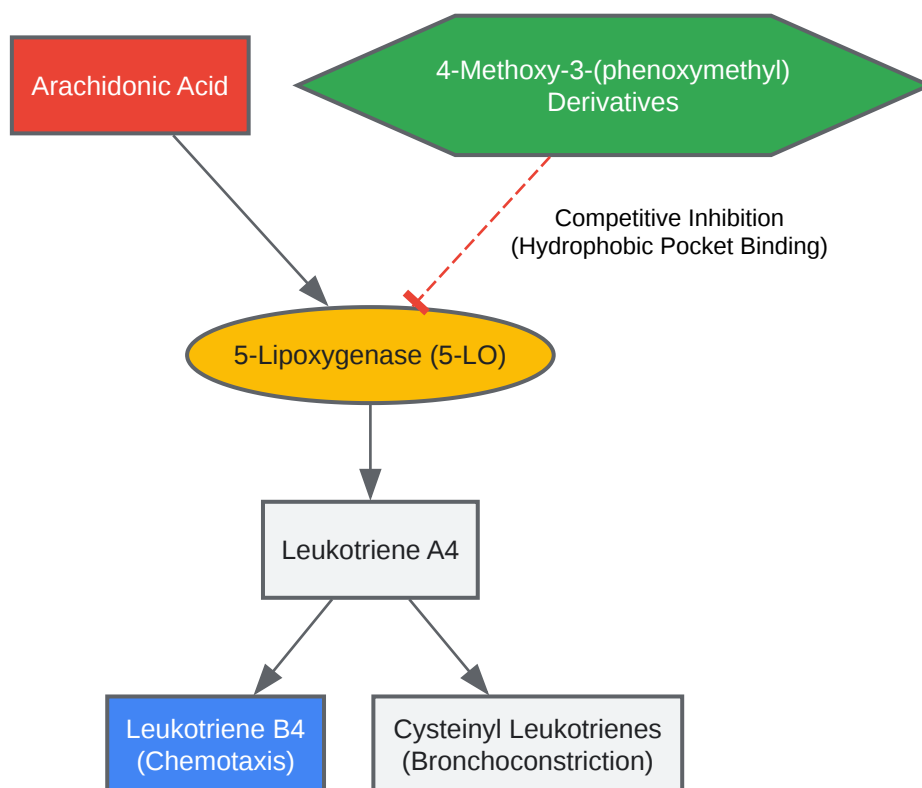 Arachidonic Acid
4-Methoxy-3-(phenoxymethyl)
Derivatives
Competitive Inhibition
(Hydrophobic Pocket Binding)
5-Lipoxygenase (5-LO)
Leukotriene A4
Leukotriene B4
(Chemotaxis)
Cysteinyl Leukotrienes
(Bronchoconstriction)